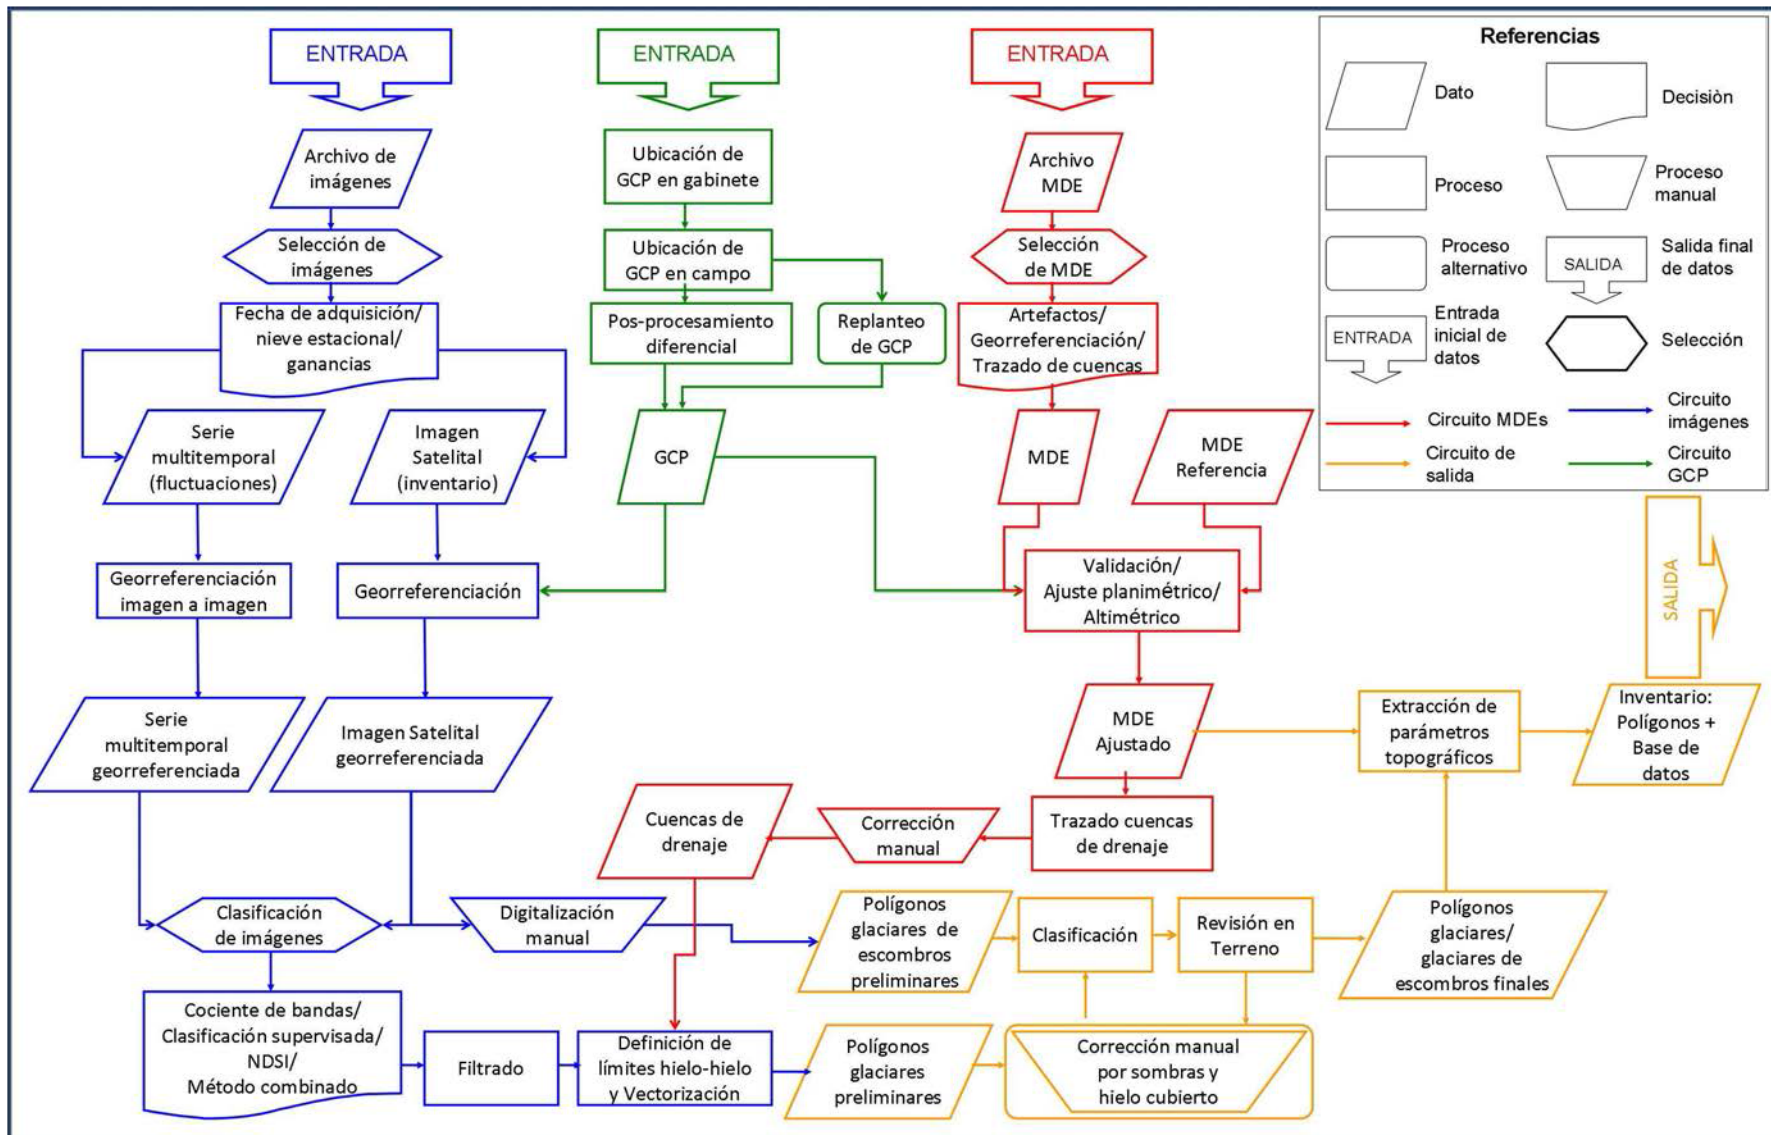 ENTRADA
ENTRADA
ENTRADA
Archivo de
imágenes
Selección de
imágenes
Fecha de adquisición/
nieve estacional/
ganancias
Serie
multitemporal
(fluctuaciones)
Imagen
Satelital
(inventario)
Georreferenciación
imagen a imagen
Georreferenciación
Serie
multitemporal
georreferenciada
Imagen Satelital
georreferenciada
Clasificación
de imágenes
Digitalización
manual
Cociente de bandas/
Clasificación supervisada/
NDSI/
Método combinado
Filtrado
Definición de
límites hielo-hielo
y Vectorización
Ubicación de
GCP en gabinete
Ubicación de
GCP en campo
Pos-procesamiento
diferencial
Replanteo
de GCP
GCP
Archivo
MDE
Selección
de MDE
Artefactos/
Georreferenciación/
Trazado de cuencas
MDE
MDE
Referencia
Validación/
Ajuste planimétrico/
Altimétrico
MDE
Ajustado
Trazado cuencas
de drenaje
Corrección
manual
Cuencas de
drenaje
Polígonos
glaciares de
escombros
preliminares
Clasificación
Revisión en
Terreno
Polígonos
glaciares/
glaciares de
escombros finales
Polígonos
glaciares
preliminares
Corrección manual
por sombras y
hielo cubierto
Extracción de
parámetros
topográficos
Inventario:
Polígonos +
Base de
datos
SALIDA
Referencias
Dato
Decisiòn
Proceso
Proceso
manual
Proceso
alternativo
SALIDA
Salida final
de datos
ENTRADA
Entrada
inicial de
datos
Selección
Circuito MDEs
Circuito
imágenes
Circuito de
salida
Circuito
GCP